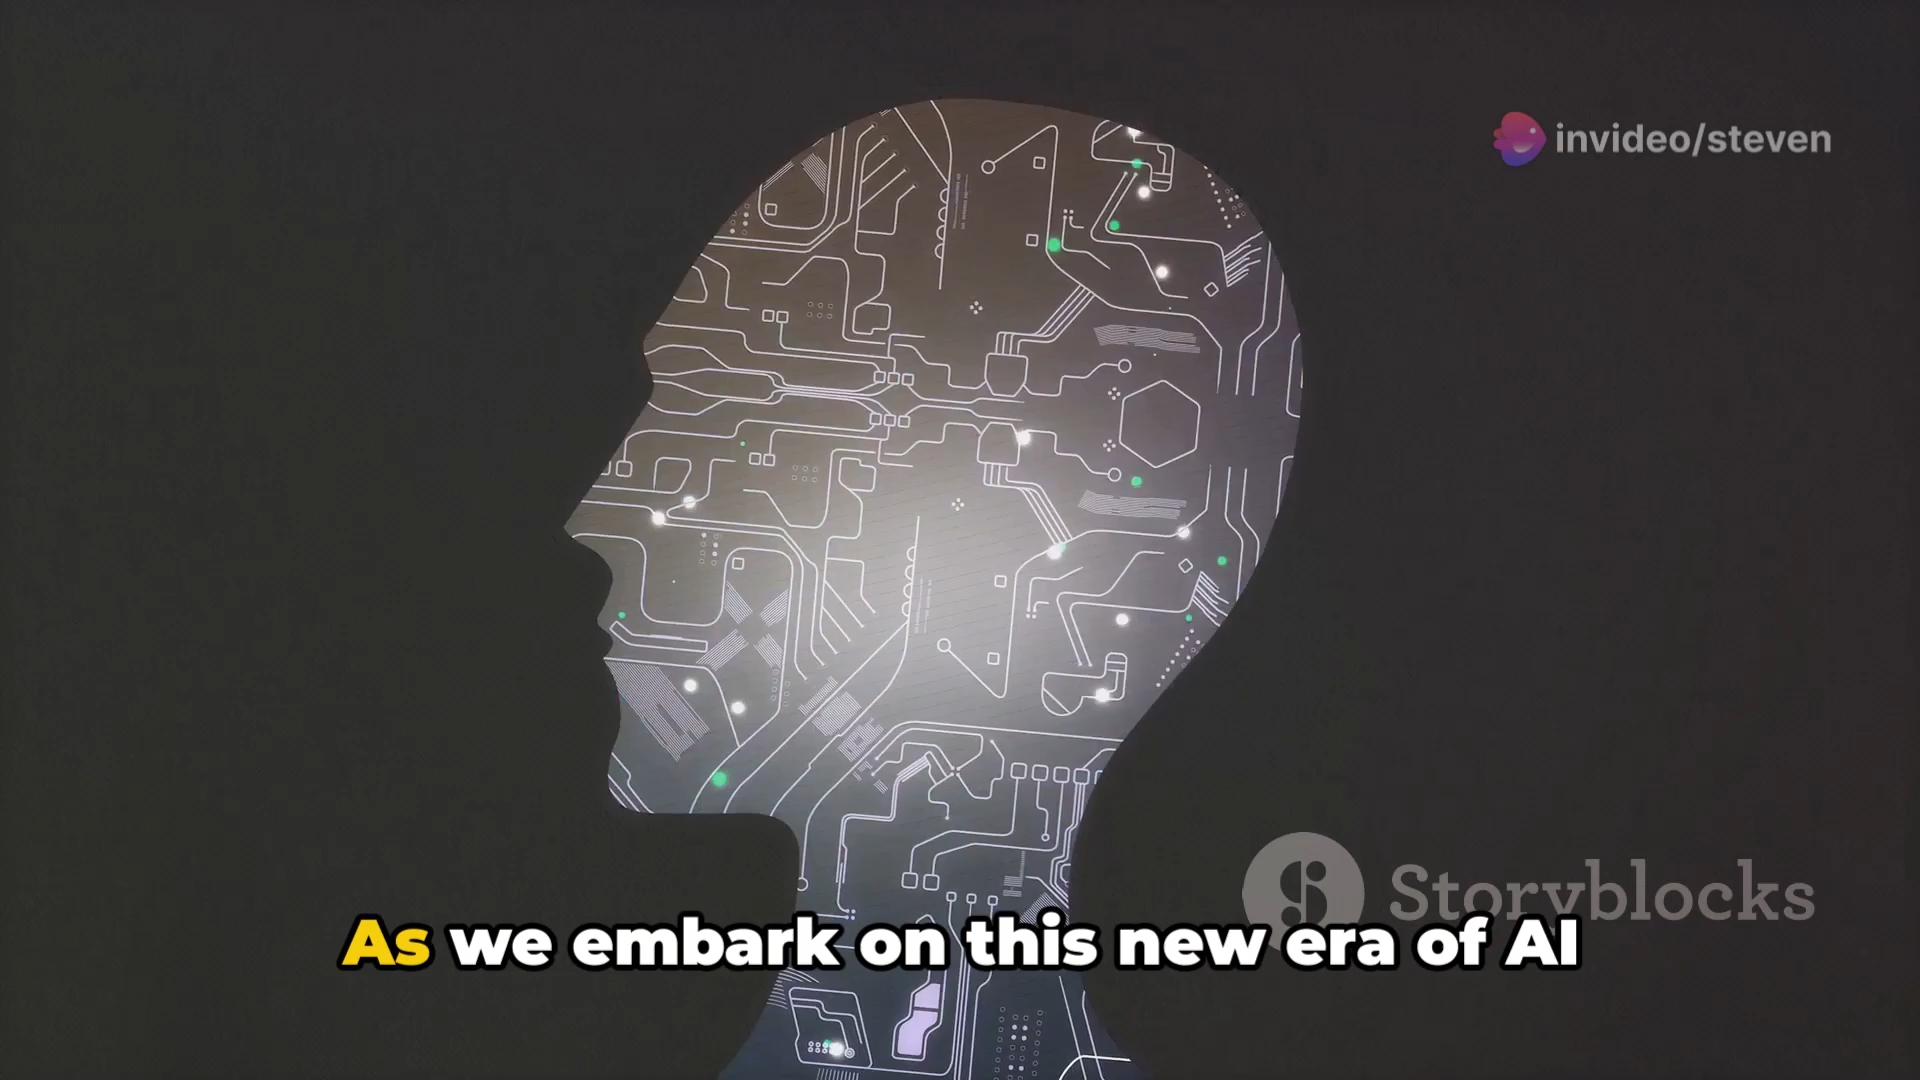 invideo/steven
Storyblocks
As we embark on this new era of AI